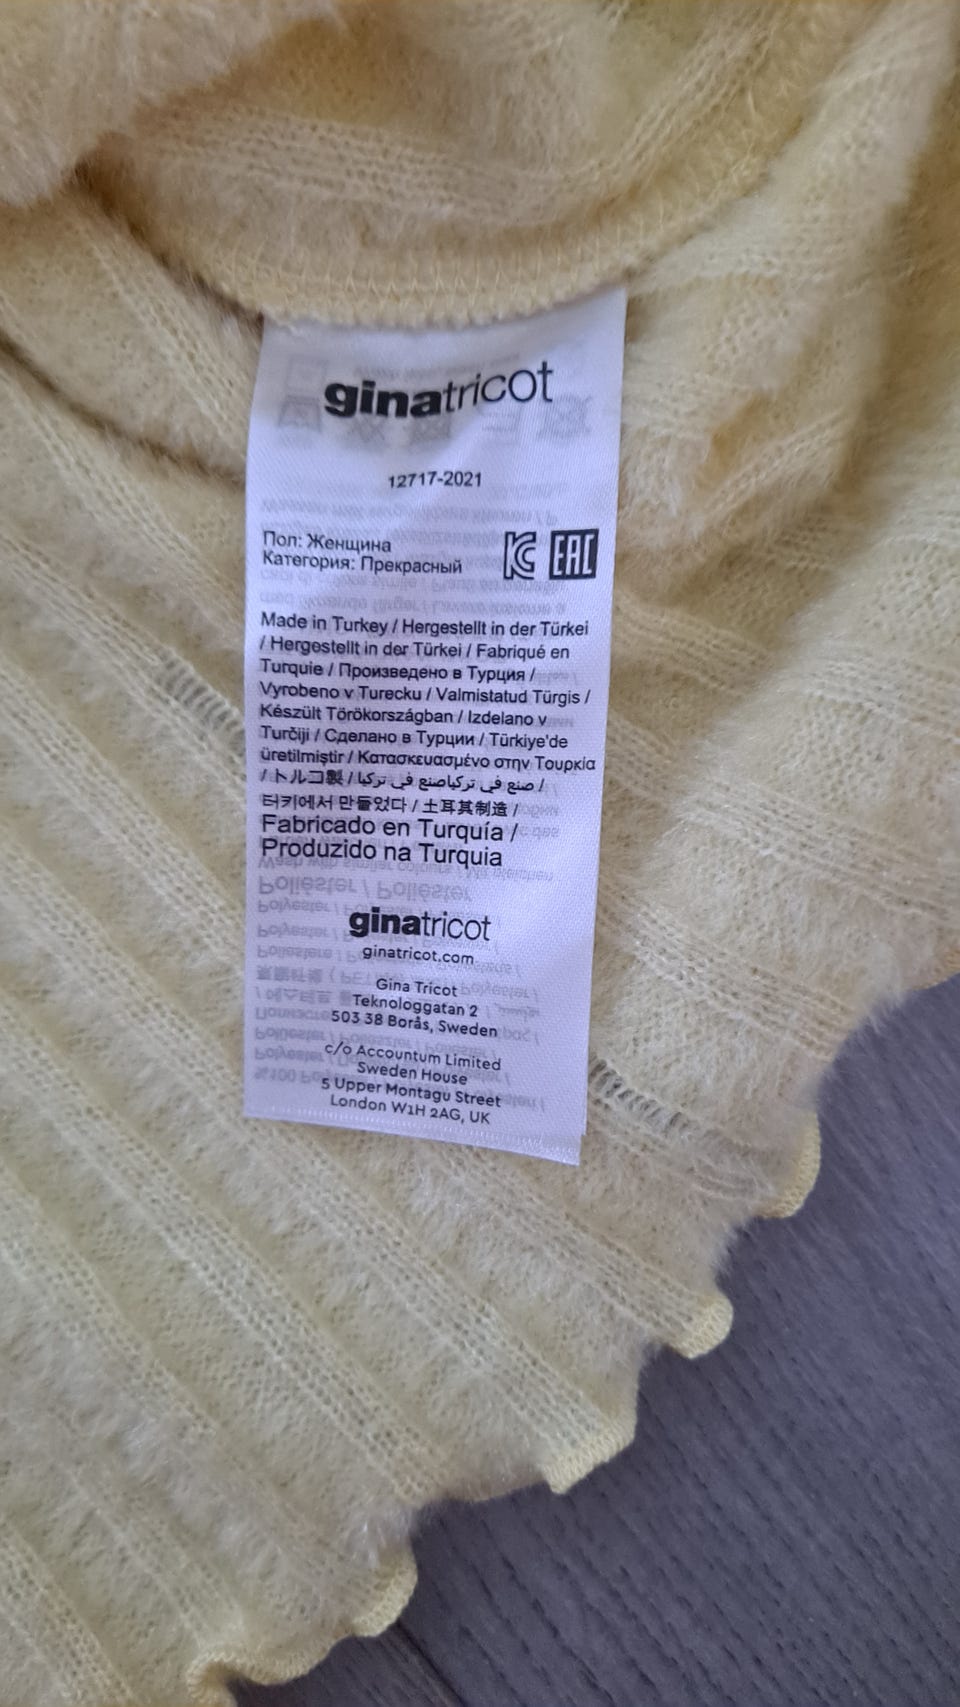 ginatricot
12717-2021
Пол: Женщина
Категория: Прекрасный
EAC
Made in Turkey / Hergestellt in der Türkei
/ Hergestellt in der Türkei / Fabriqué en
Turquie / Произведено в Турция /
Vyrobeno v Turecku / Valmistatud Türgis /
Készült Törökországban / Izdelano v
Turčiji / Сделано в Турции / Türkiye'de
üretilmiştir / Κατασκευασμένο στην Τουρκία
/ トルコ製 / صنع في تركياصنع في تركيا /
터키에서 만들었다 / 土耳其制造 /
Fabricado en Turquía /
Produzido na Turquia
ginatricot
ginatricot.com
Gina Tricot
Teknologgatan 2
503 38 Borås, Sweden
c/o Accountum Limited
Sweden House
5 Upper Montagu Street
London W1H 2AG, UK